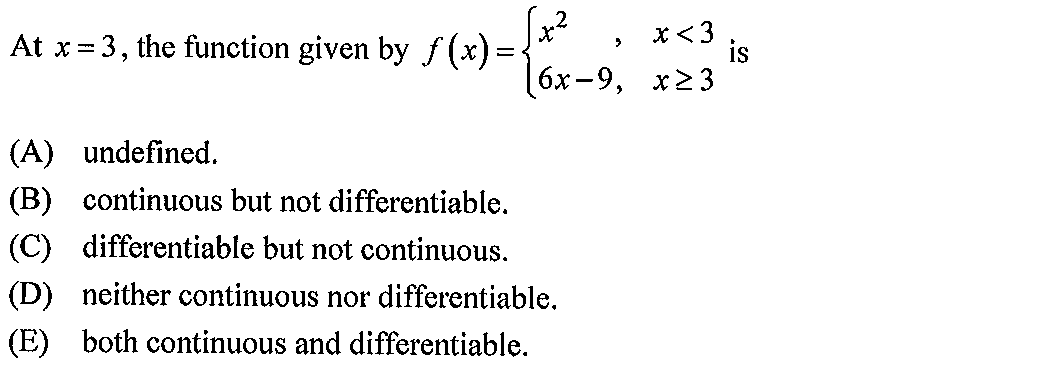 At x = 3, the function given by f(x) = { x², x < 3
6x − 9, x ≥ 3 is
(A) undefined.
(B) continuous but not differentiable.
(C) differentiable but not continuous.
(D) neither continuous nor differentiable.
(E) both continuous and differentiable.